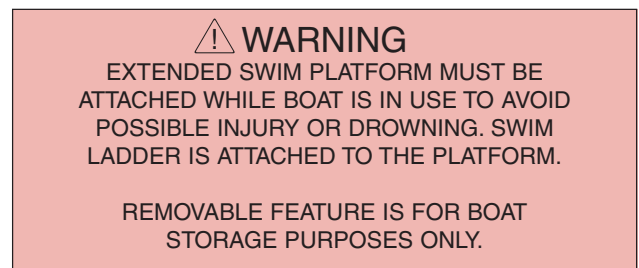 ⚠ WARNING
EXTENDED SWIM PLATFORM MUST BE
ATTACHED WHILE BOAT IS IN USE TO AVOID
POSSIBLE INJURY OR DROWNING. SWIM
LADDER IS ATTACHED TO THE PLATFORM.
REMOVABLE FEATURE IS FOR BOAT
STORAGE PURPOSES ONLY.